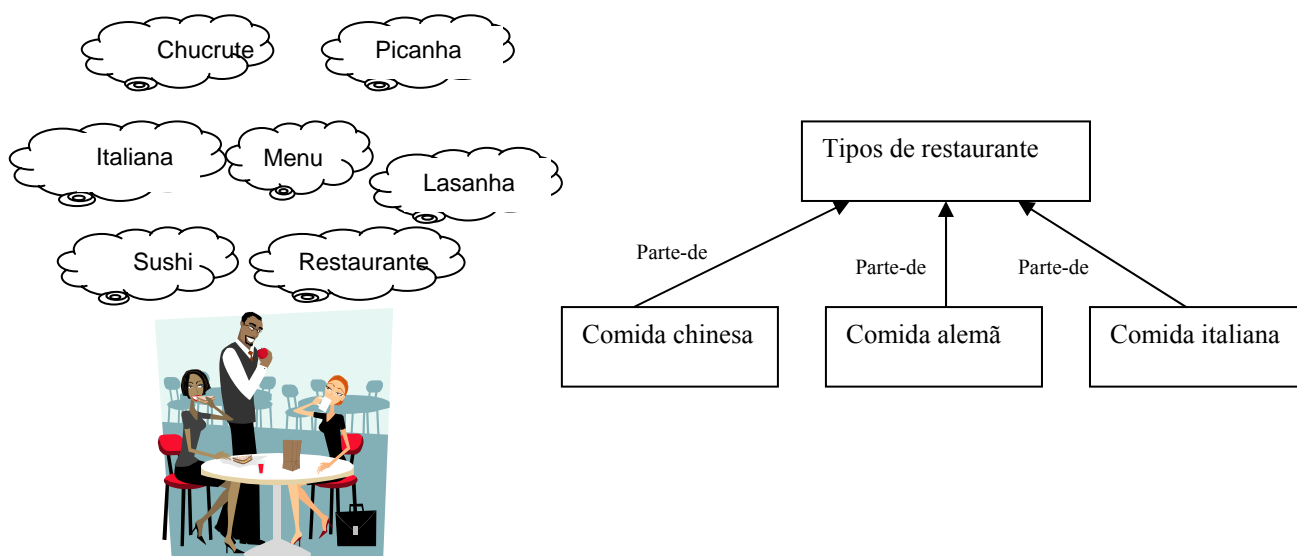 Chucrute
Picanha
Italiana
Menu
Lasanha
Sushi
Restaurante
Tipos de restaurante
Parte-de
Parte-de
Parte-de
Comida chinesa
Comida alemã
Comida italiana